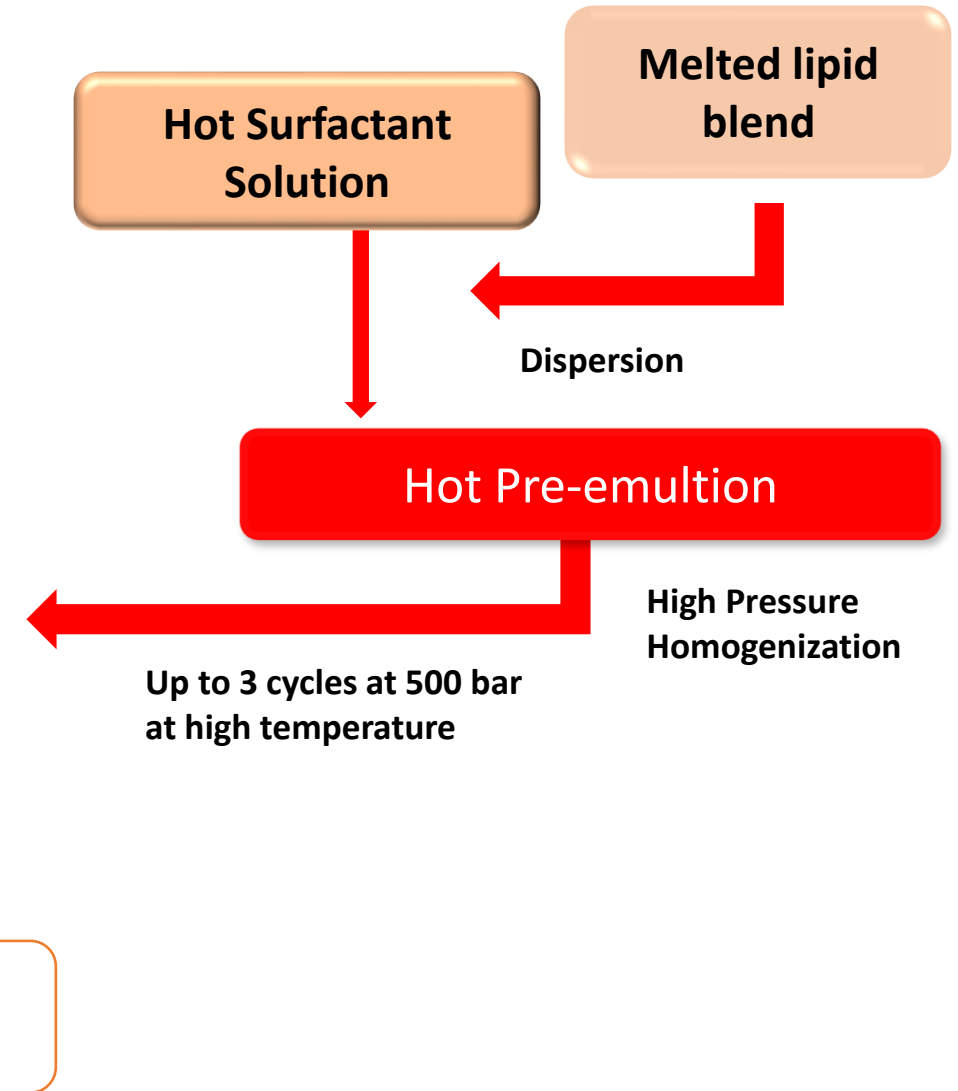 Melted lipid
blend
Hot Surfactant
Solution
Dispersion
Hot Pre-emultion
High Pressure
Homogenization
Up to 3 cycles at 500 bar
at high temperature